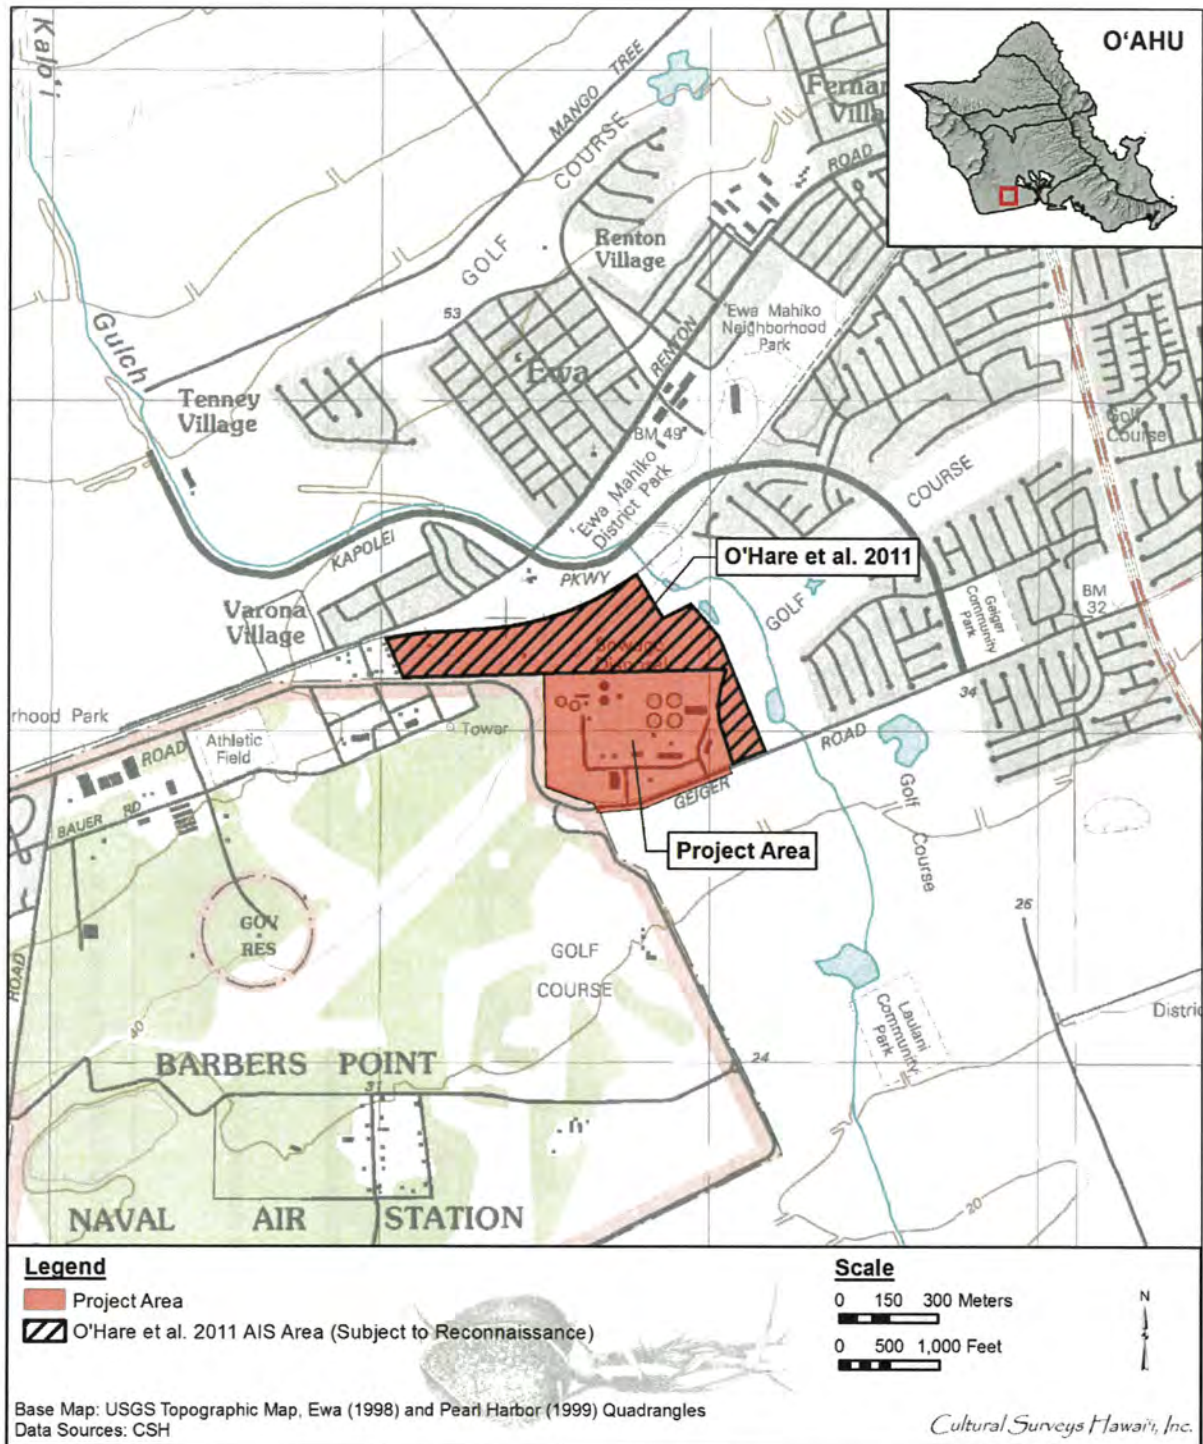 O'AHU
Kalo'i
Gulch
MANGO TREE
GOLF
COURSE
Renton
Village
ROAD
RENTON
53
'Ewa Mahiko
Neighborhood
Park
'Ewa
Tenney
Village
BM 49
'Ewa Mahiko
District Park
Golf
Course
COURSE
GOLF
KAPOLEI
PKWY
O'Hare et al. 2011
Geiger
Community
Park
BM
32
Varona
Village
34
rhood Park
ROAD
Athletic
Field
Tower
ROAD
GEIGER
BAUER RD
Golf
Course
Project Area
GOV
RES
26
GOLF
COURSE
ROAD
40
Laulani
Community
Park
BARBERS POINT
31
24
20
NAVAL AIR STATION
Legend
Project Area
O'Hare et al. 2011 AIS Area (Subject to Reconnaissance)
Scale
0 150 300 Meters
0 500 1,000 Feet
N
Base Map: USGS Topographic Map, Ewa (1998) and Pearl Harbor (1999) Quadrangles
Data Sources: CSH
Cultural Surveys Hawai'i, Inc.